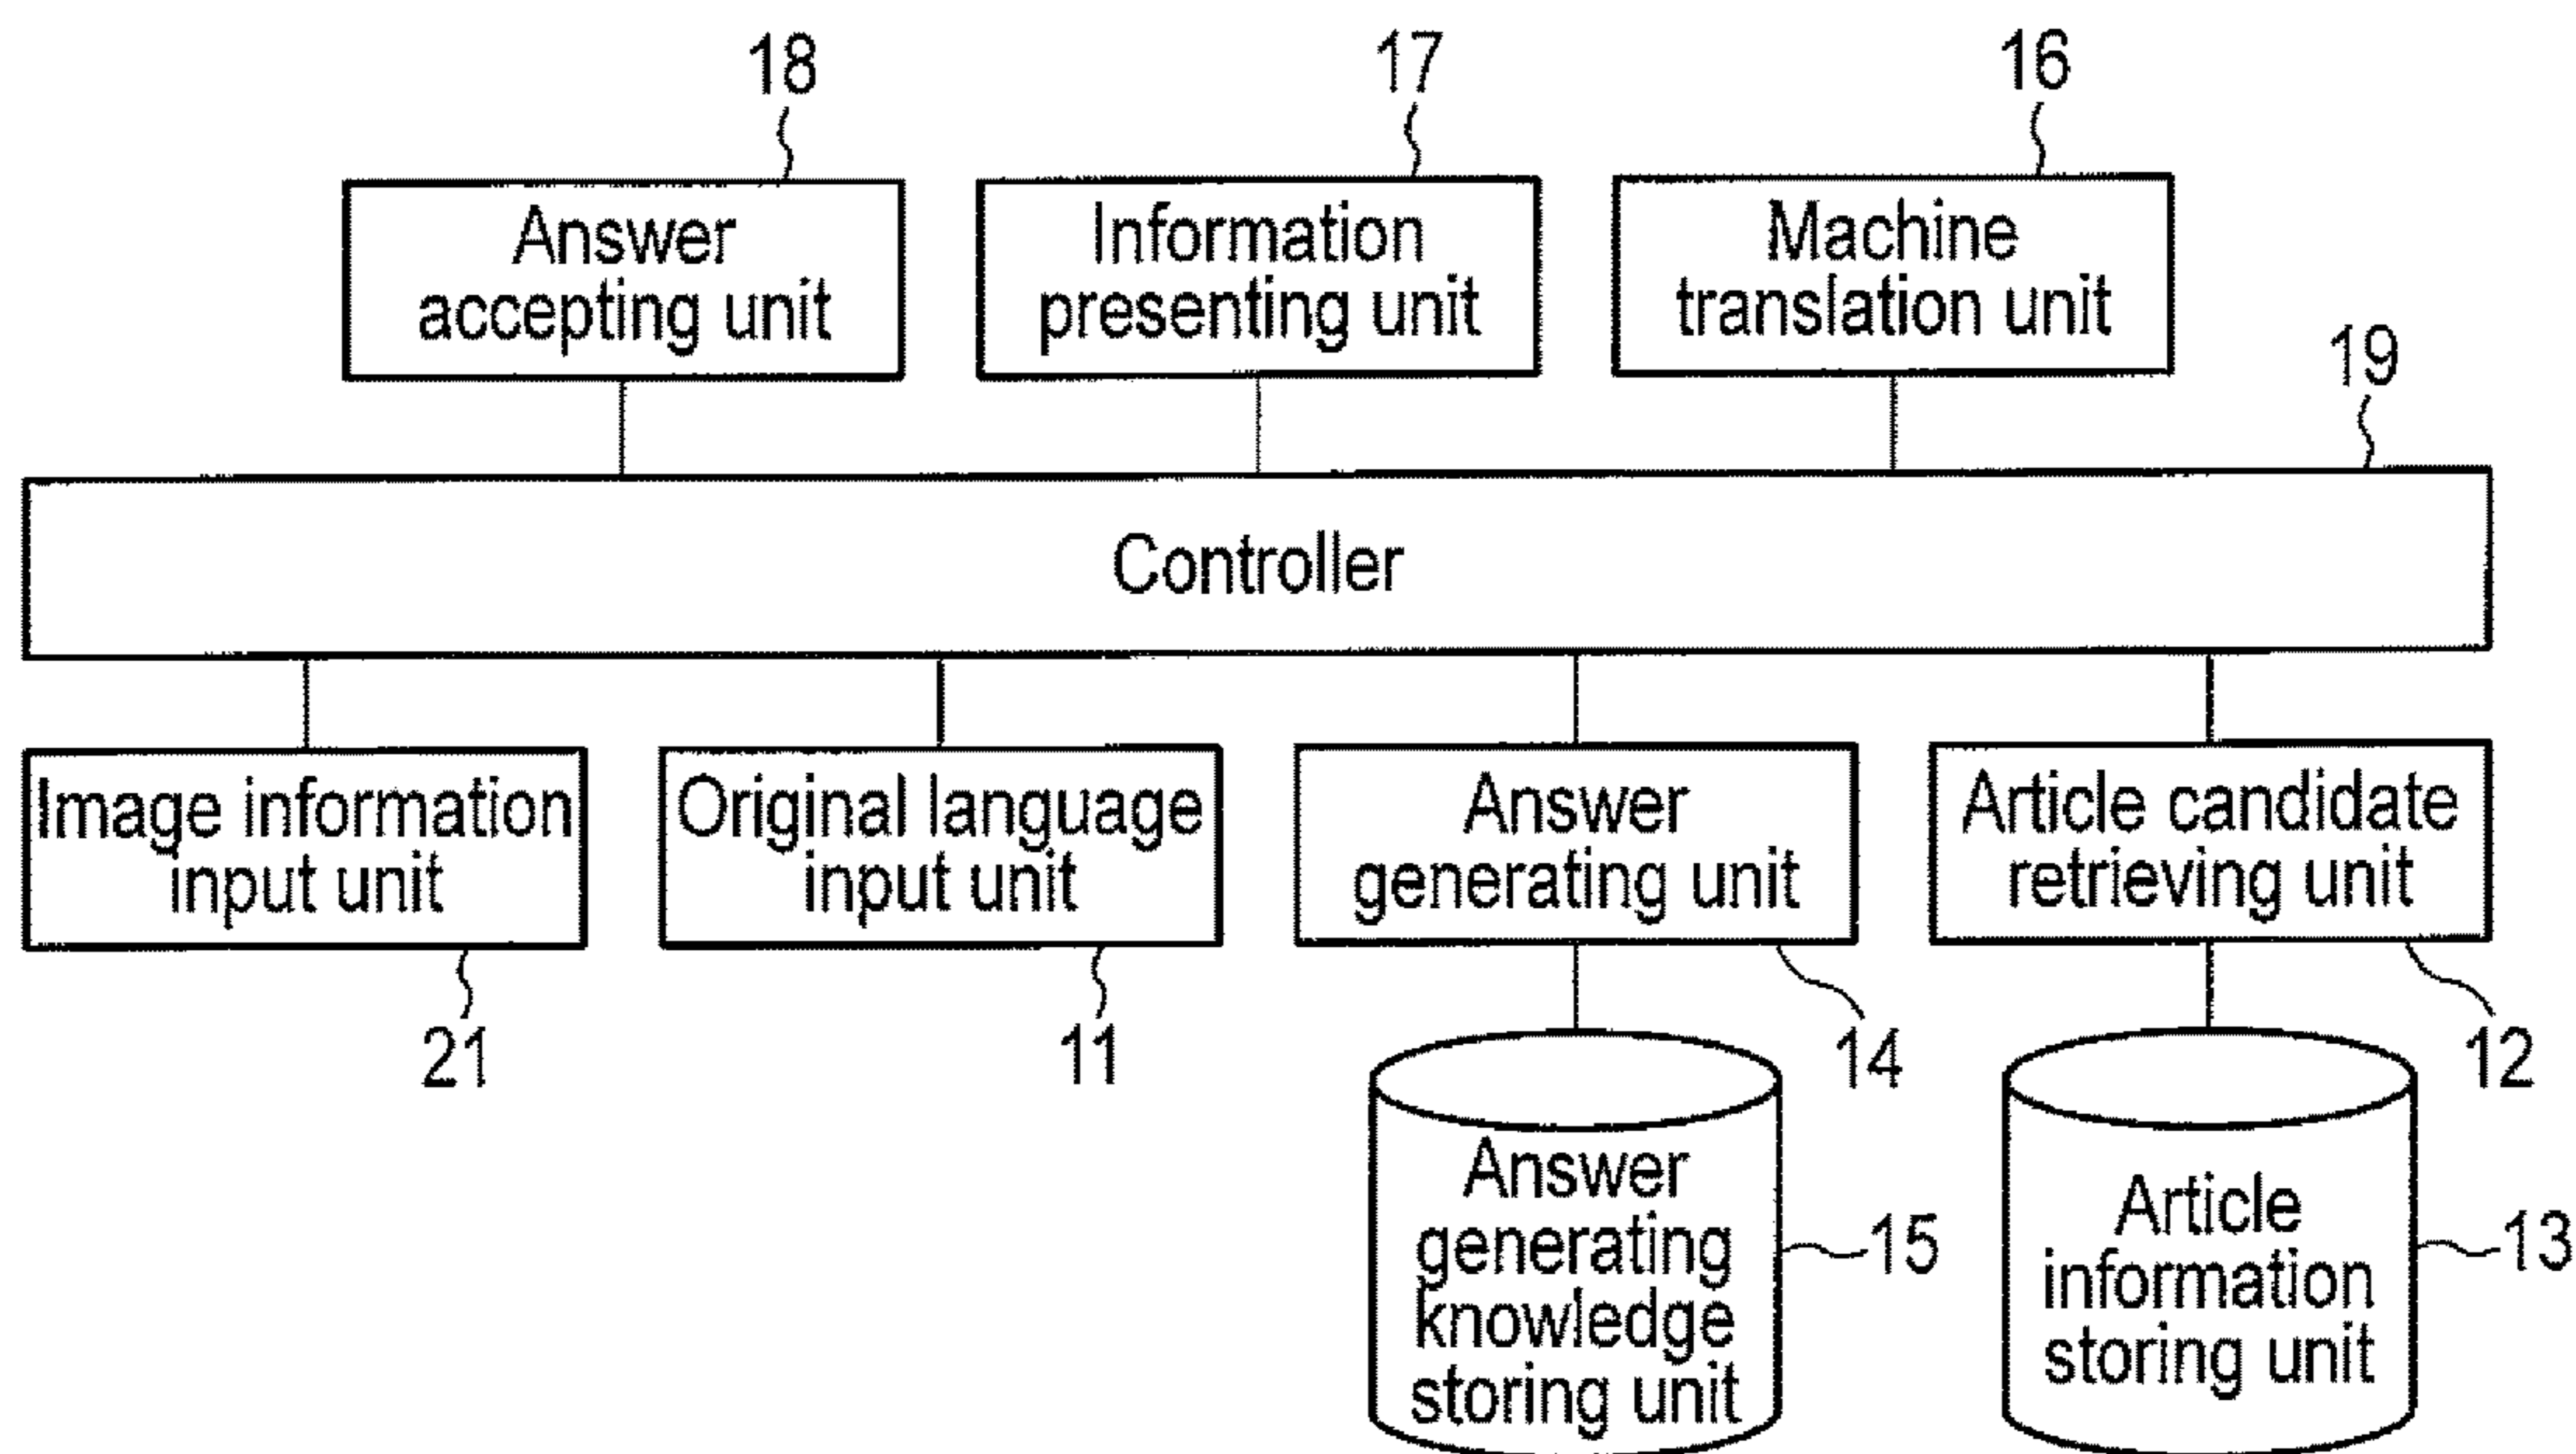 18
17
16
Answer
accepting unit
Information
presenting unit
Machine
translation unit
19
Controller
Image information
input unit
Original language
input unit
Answer
generating unit
Article candidate
retrieving unit
21
11
14
12
Answer
generating
knowledge
storing unit
15
Article
information
storing unit
13